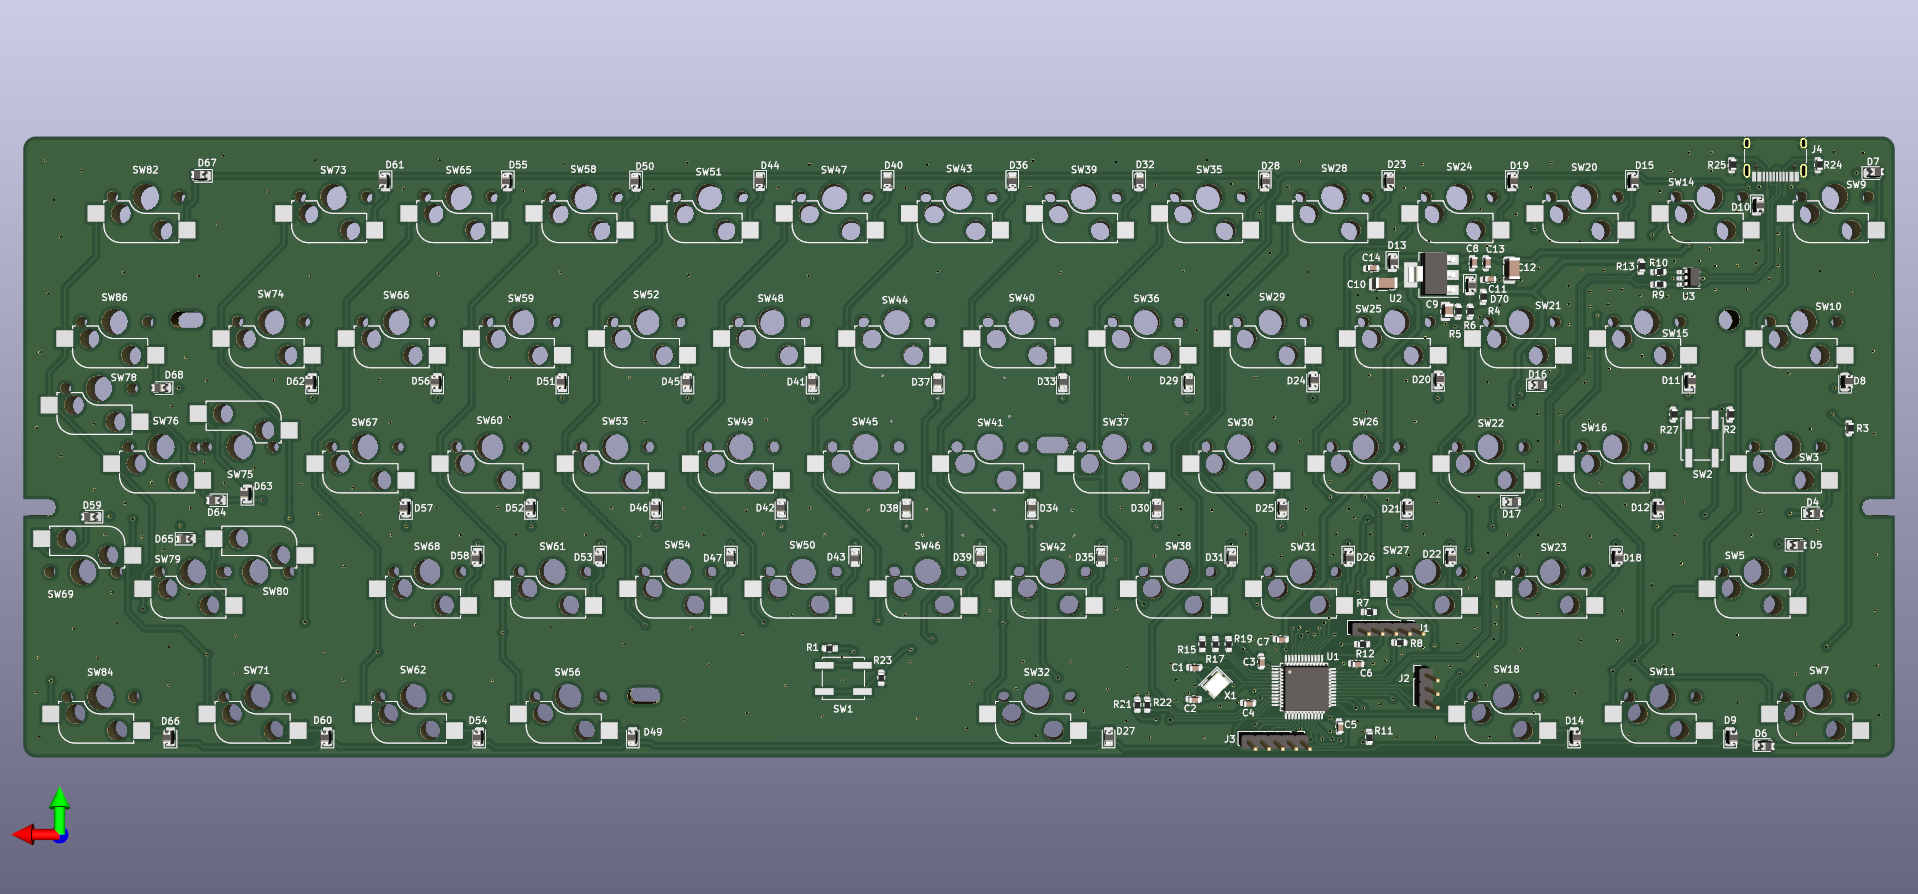 SW82 D67 SW73 D61 SW65 D55 SW58 D50 SW51 D44 SW47 D40 SW43 D36 SW39 D32 SW35 D28 SW28 D23 SW24 D19 SW20 D15 R25 J4 R24 D7
SW14 D10 SW9
D13 C8 C13
C14 C12 R13 R10
C10 U2 C11 R9 U3
D70
SW86 SW74 SW66 SW59 SW52 SW48 SW44 SW40 SW36 SW29 SW25 C9 R5 R6 R4 SW21 SW15 SW10
SW78 D68 D62 D56 D51 D45 D41 D37 D33 D29 D24 D20 D16 D11 D8
SW76 SW67 SW60 SW53 SW49 SW45 SW41 SW37 SW30 SW26 SW22 SW16 R27 R2 R3
SW75 SW2 SW3
D63
D59 D64 D57 D52 D46 D42 D38 D34 D30 D25 D21 D17 D12 D4
D65 D5
SW79 SW68 D58 SW61 D53 SW54 D47 SW50 D43 SW46 D39 SW42 D35 SW38 D31 SW31 D26 SW27 D22 SW23 D18 SW5
SW69 SW80
R7
J1
R1 R15 R19 C7 R8
R23 R17 C3 U1 R12
SW84 SW71 SW62 SW56 SW32 C1 X1 C6 J2 SW18 SW11 SW7
SW1 R21 R22 C2 C4
D66 D60 D54 D49 D27 J3 C5 R11 D14 D9 D6